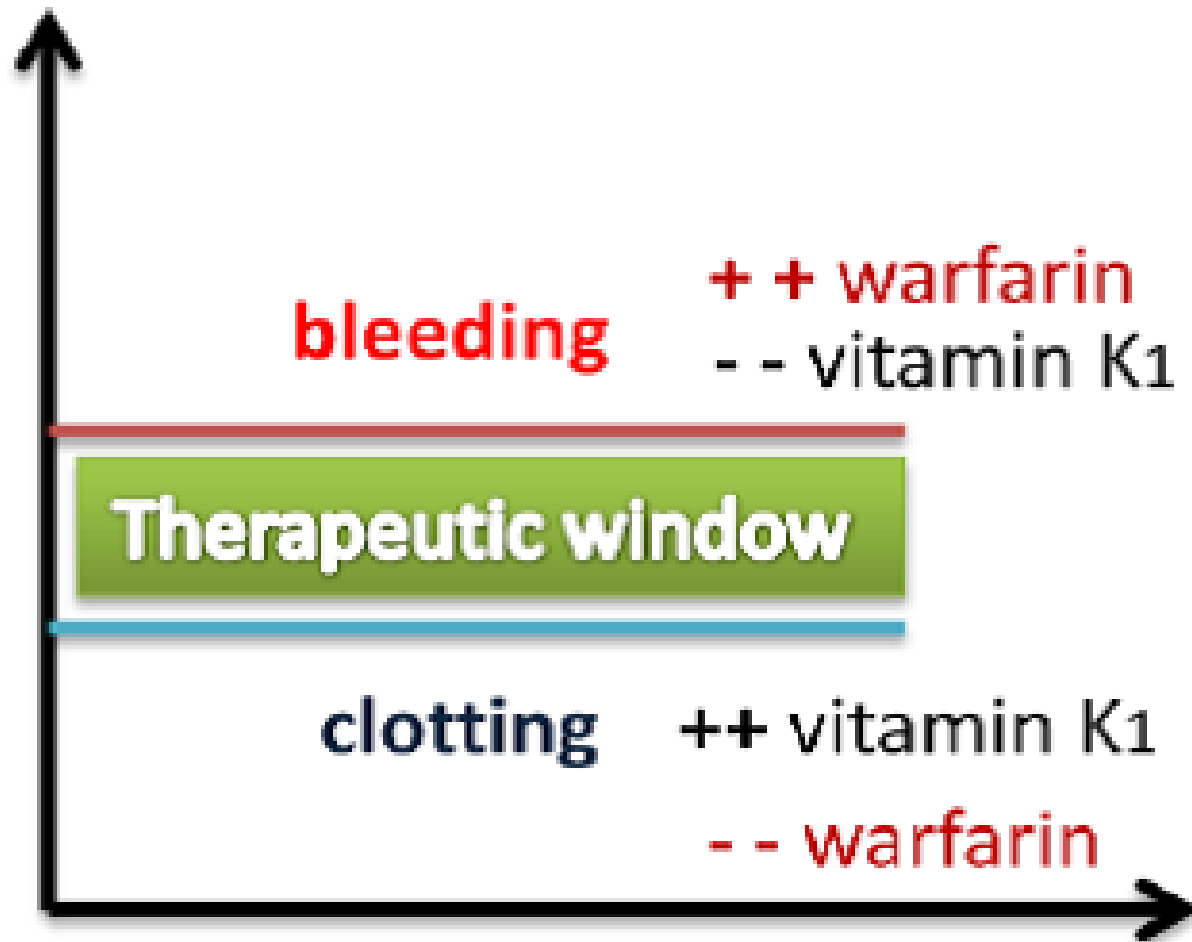 + + warfarin
bleeding
- - vitamin K1
Therapeutic window
clotting ++ vitamin K1
- - warfarin